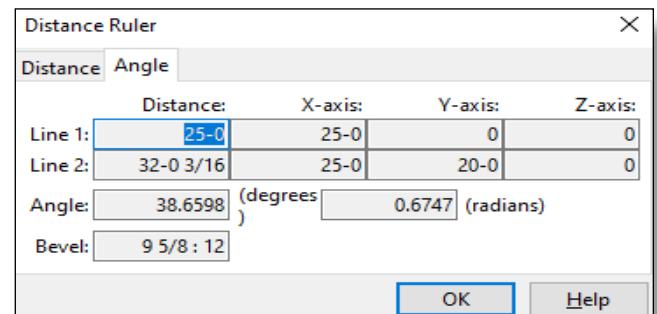 Distance Ruler
Distance Angle
Distance: X-axis: Y-axis: Z-axis:
Line 1: 25-0 25-0 0 0
Line 2: 32-0 3/16 25-0 20-0 0
Angle: 38.6598 (degrees) 0.6747 (radians)
Bevel: 9 5/8 : 12
OK Help